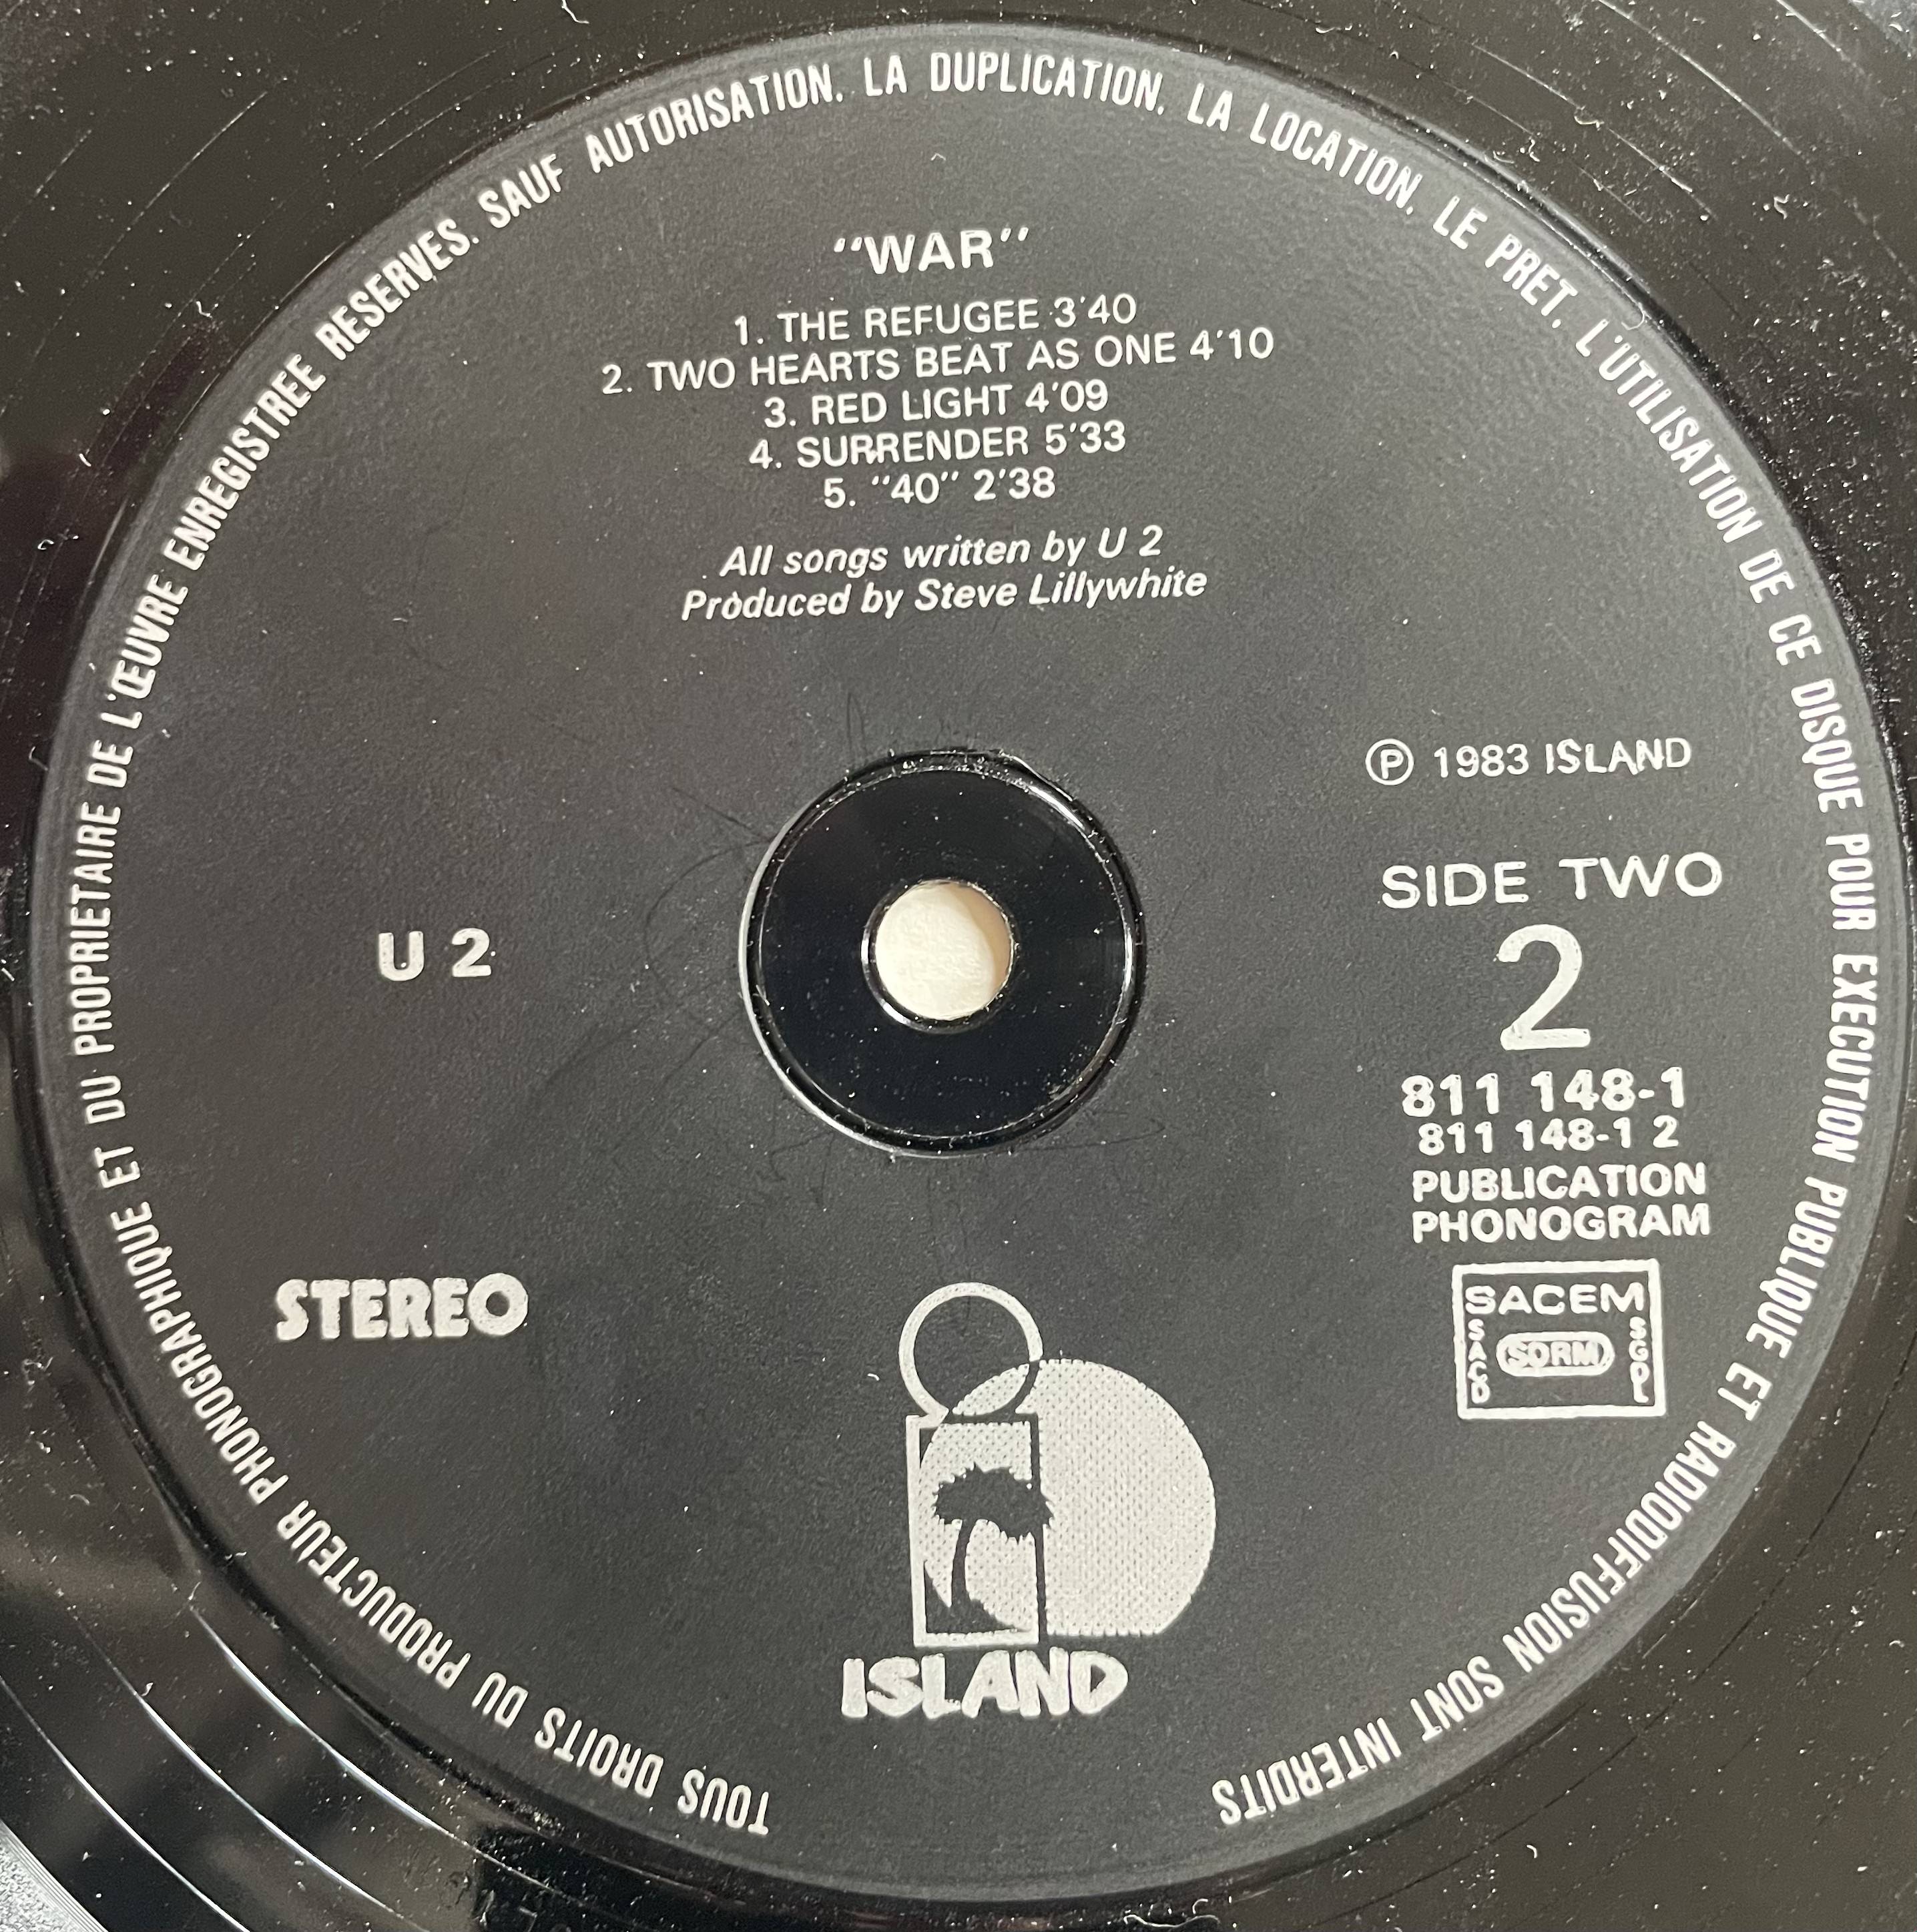 TOUS DROITS DU PRODUCTEUR PHONOGRAPHIQUE ET DU PROPRIETAIRE DE L'ŒUVRE ENREGISTREE RESERVES. SAUF AUTORISATION. LA DUPLICATION. LA LOCATION. LE PRET. L'UTILISATION DE CE DISQUE POUR EXECUTION PUBLIQUE ET RADIODIFFUSION SONT INTERDITS
"WAR"
1. THE REFUGEE 3'40
2. TWO HEARTS BEAT AS ONE 4'10
3. RED LIGHT 4'09
4. SURRENDER 5'33
5. "40" 2'38
All songs written by U 2
Produced by Steve Lillywhite
℗ 1983 ISLAND
SIDE TWO
2
U 2
811 148-1
811 148-1 2
PUBLICATION
PHONOGRAM
STEREO
SACEM
SACD
SDRM
SGDL
ISLAND